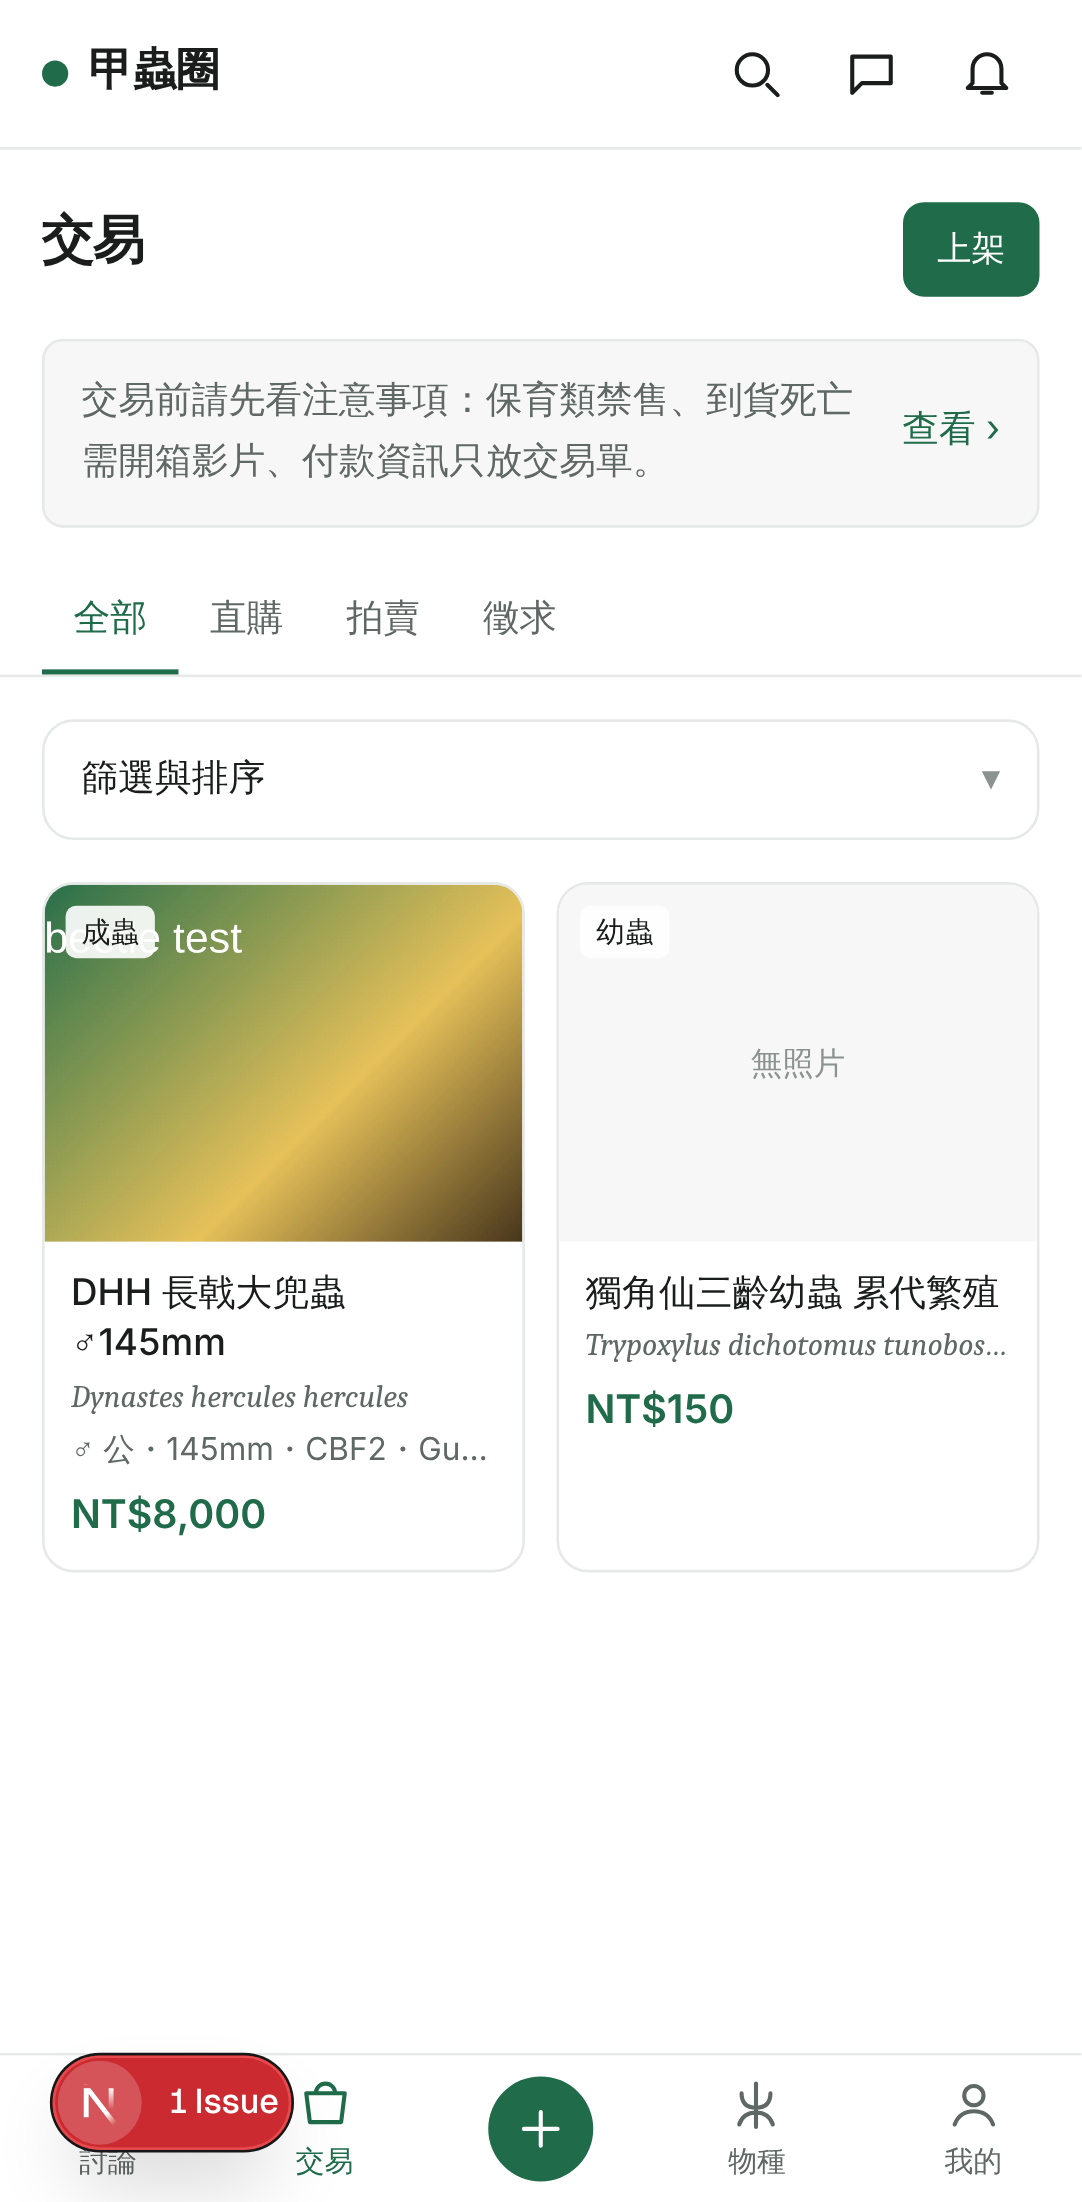 甲蟲圈
交易
上架
交易前請先看注意事項：保育類禁售、到貨死亡
需開箱影片、付款資訊只放交易單。
查看 ›
全部 直購 拍賣 徵求
篩選與排序
成蟲
test
幼蟲
無照片
DHH 長戟大兜蟲
♂145mm
Dynastes hercules hercules
♂ 公・145mm・CBF2・Gu...
NT$8,000
獨角仙三齡幼蟲 累代繁殖
Trypoxylus dichotomus tunobos...
NT$150
N 1 Issue
討論 交易 物種 我的